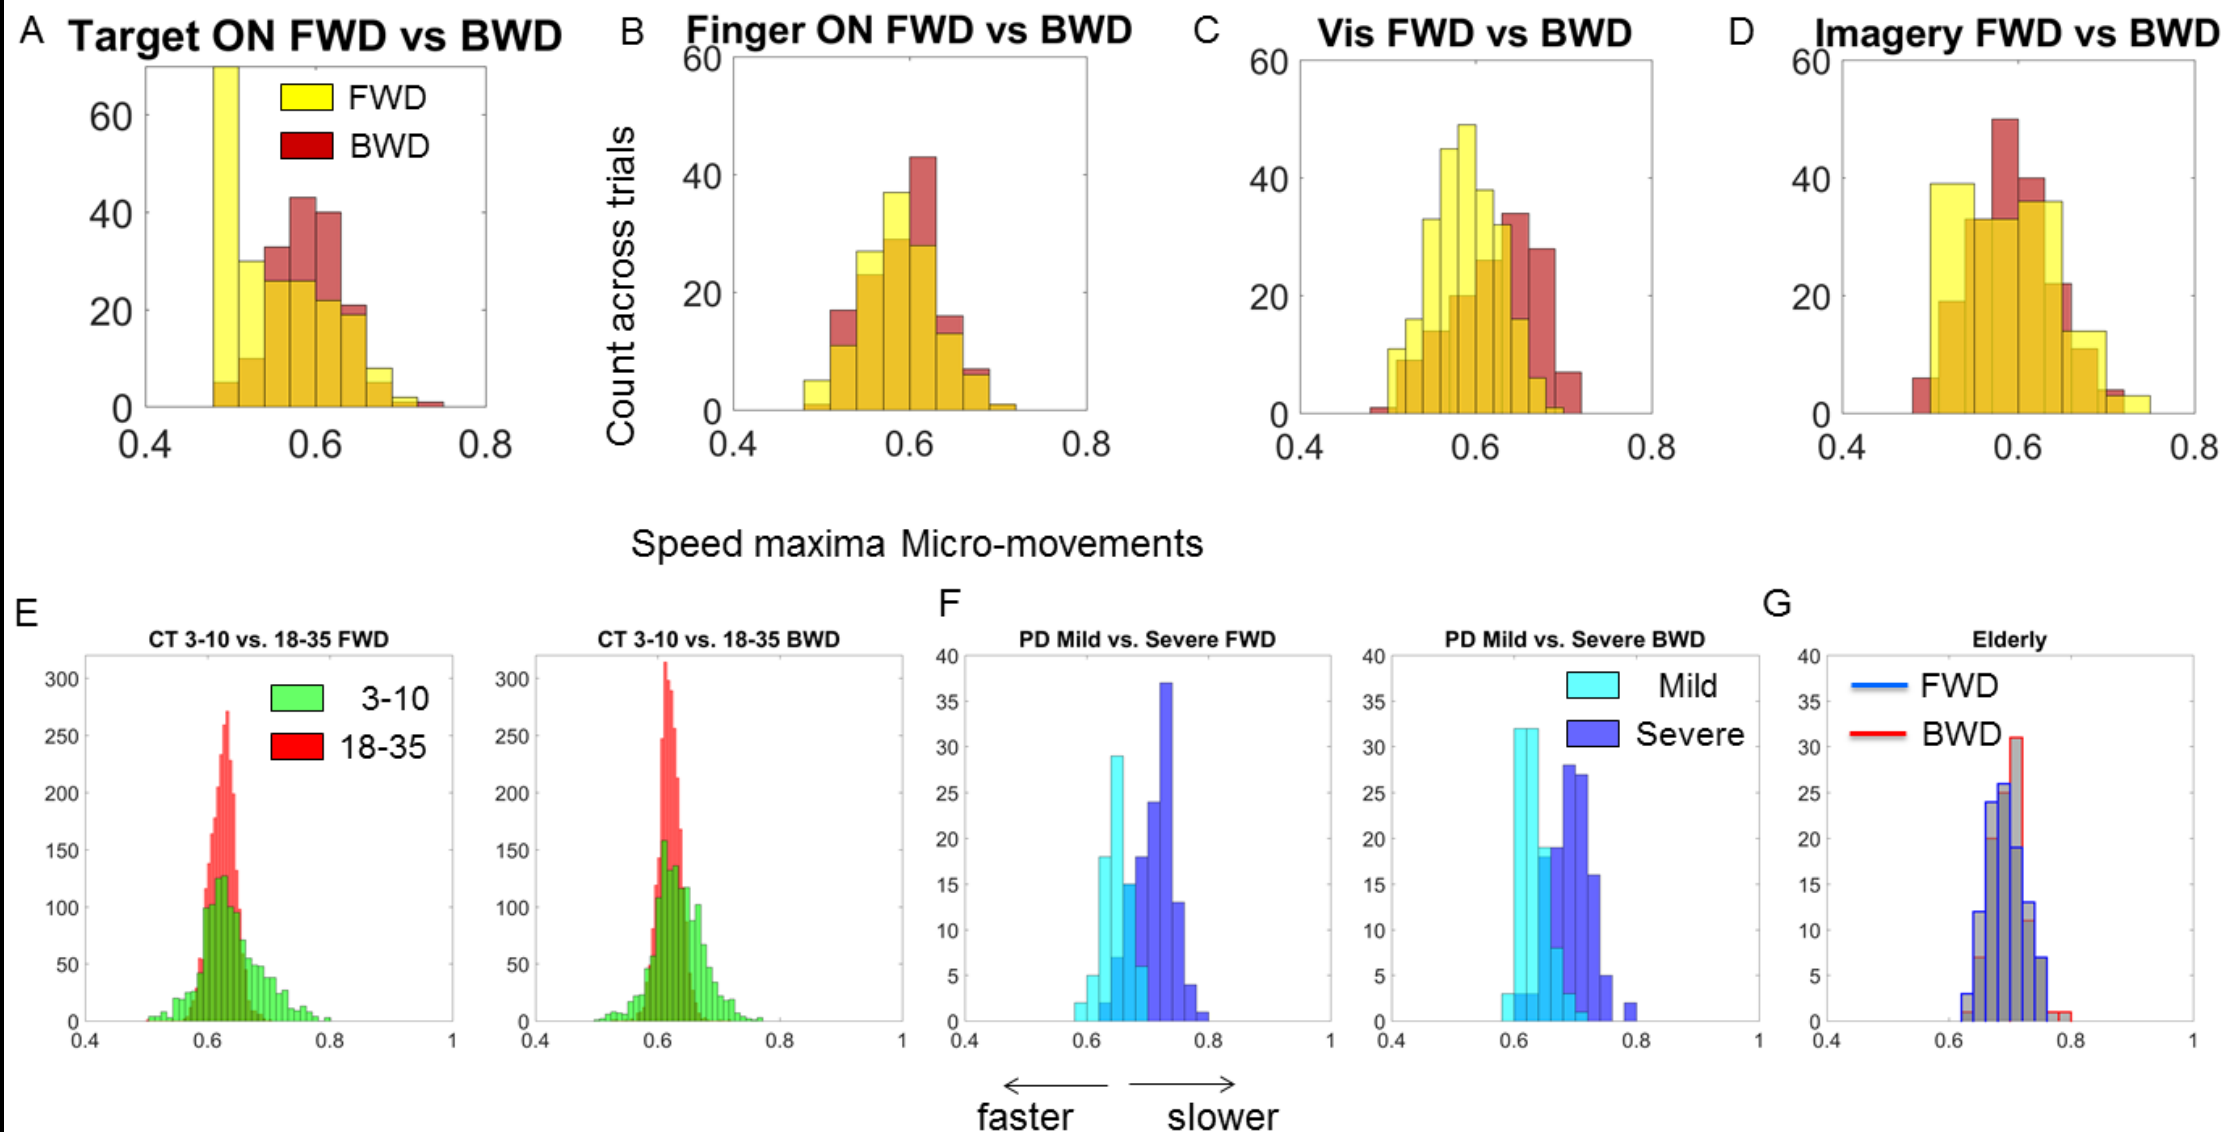 A Target ON FWD vs BWD
FWD
BWD
60
40
20
0
0.4 0.6 0.8
B Finger ON FWD vs BWD
Count across trials
60
40
20
0
0.4 0.6 0.8
C Vis FWD vs BWD
60
40
20
0
0.4 0.6 0.8
D Imagery FWD vs BWD
60
40
20
0
0.4 0.6 0.8
Speed maxima Micro-movements
E
CT 3-10 vs. 18-35 FWD
3-10
18-35
300
250
200
150
100
50
0
0.4 0.6 0.8 1
CT 3-10 vs. 18-35 BWD
300
250
200
150
100
50
0
0.4 0.6 0.8 1
F
PD Mild vs. Severe FWD
40
35
30
25
20
15
10
5
0
0.4 0.6 0.8 1
PD Mild vs. Severe BWD
Mild
Severe
40
35
30
25
20
15
10
5
0
0.4 0.6 0.8 1
G
Elderly
FWD
BWD
40
35
30
25
20
15
10
5
0
0.4 0.6 0.8 1
faster slower